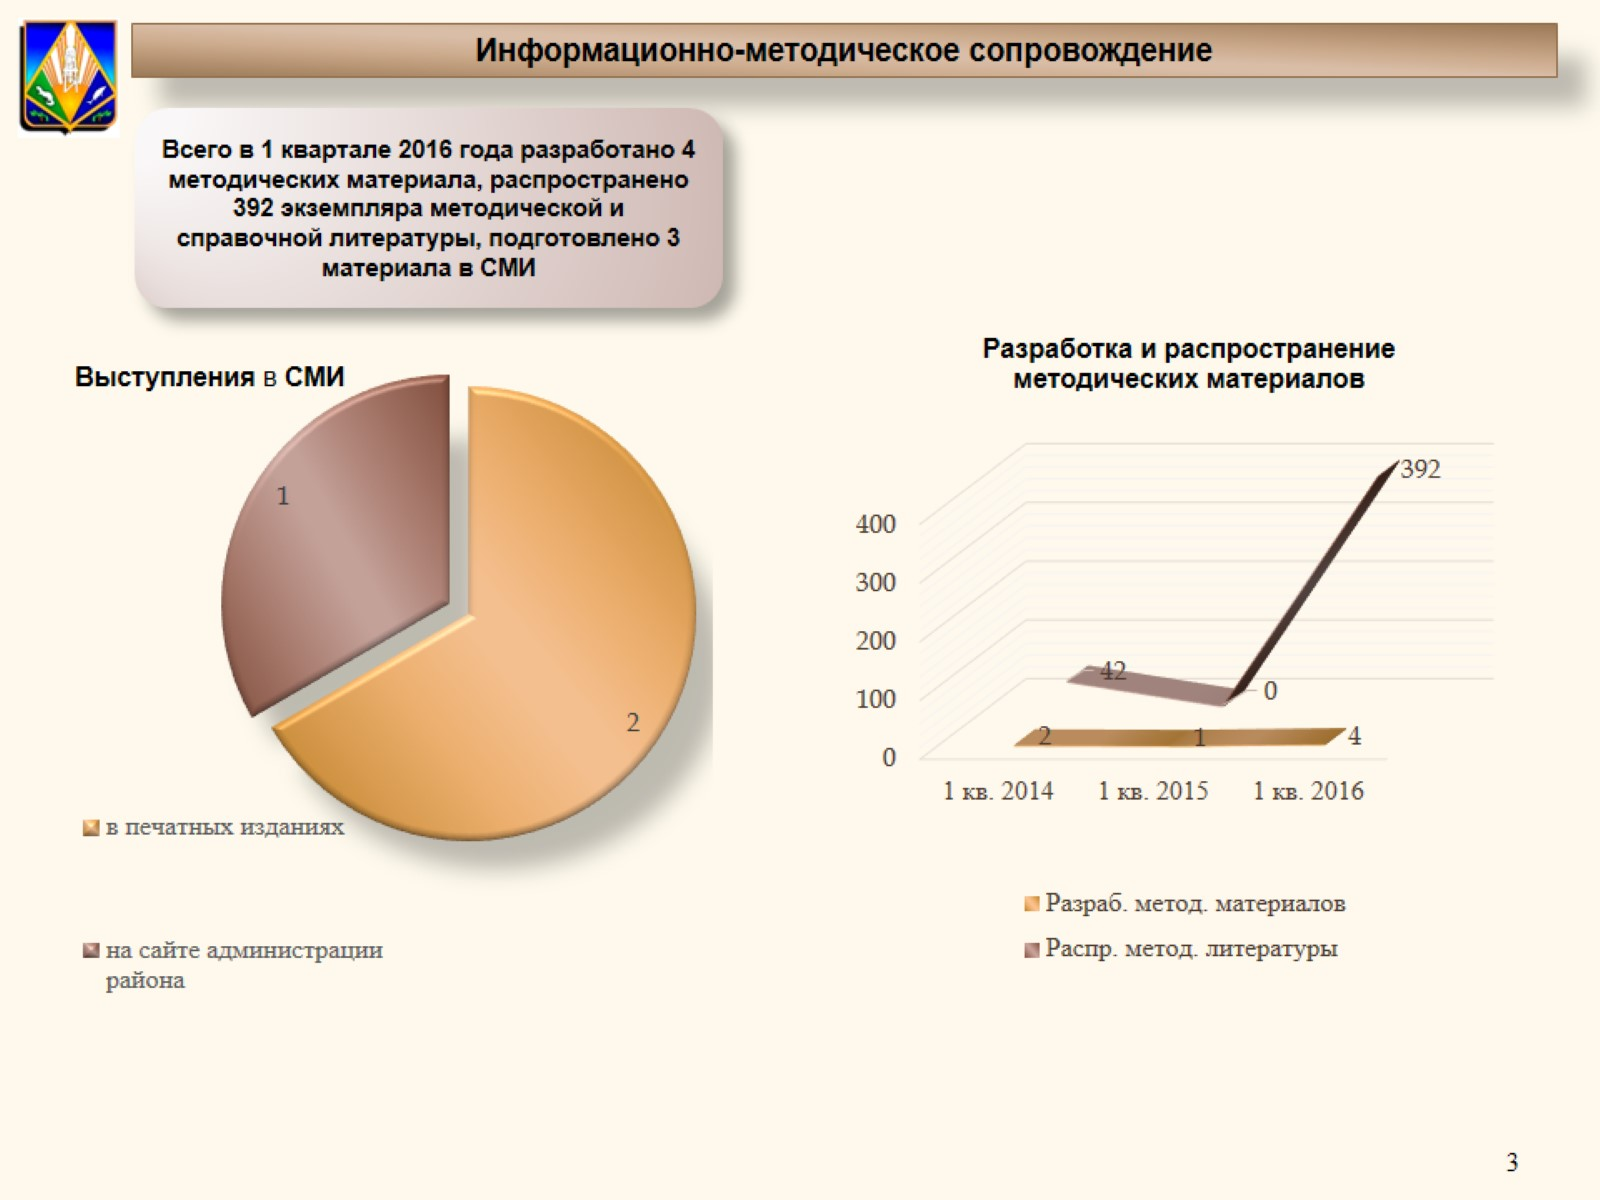 Информационно-методическое сопровождение
Всего в 1 квартале 2016 года разработано 4
методических материала, распространено
392 экземпляра методической и
справочной литературы, подготовлено 3
материала в СМИ
Выступления в СМИ
1
2
в печатных изданиях
на сайте администрации
района
Разработка и распространение
методических материалов
392
400
300
200
42
100
0
2
1
4
0
1 кв. 2014
1 кв. 2015
1 кв. 2016
Разраб. метод. материалов
Распр. метод. литературы
3